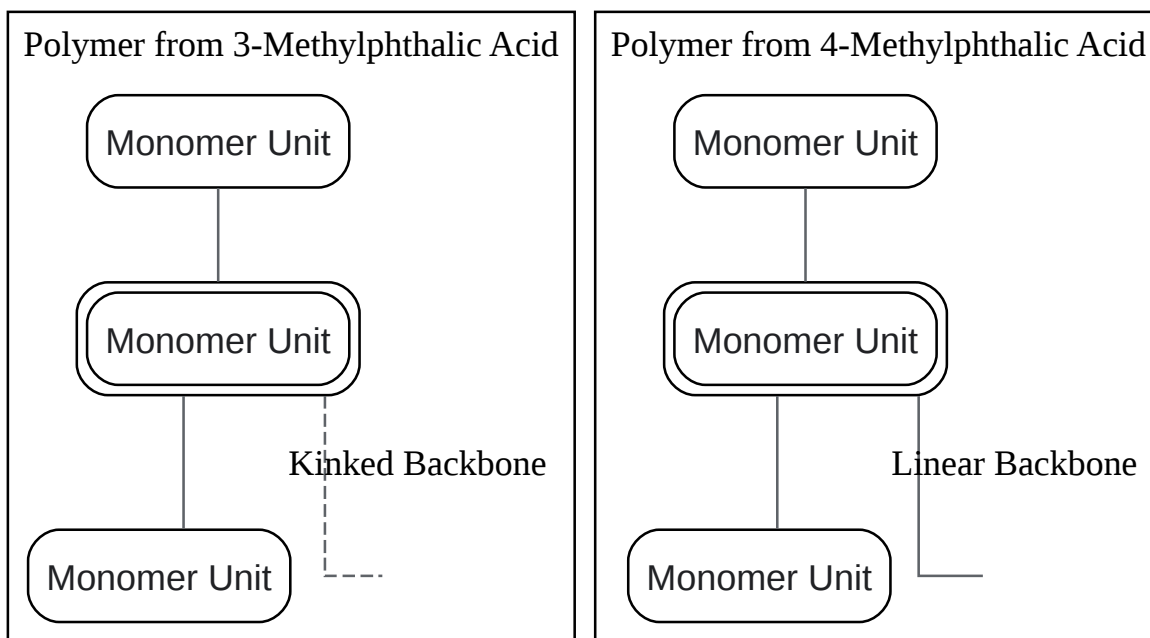 Polymer from 3-Methylphthalic Acid
Monomer Unit
Monomer Unit
Kinked Backbone
Monomer Unit
Polymer from 4-Methylphthalic Acid
Monomer Unit
Monomer Unit
Linear Backbone
Monomer Unit